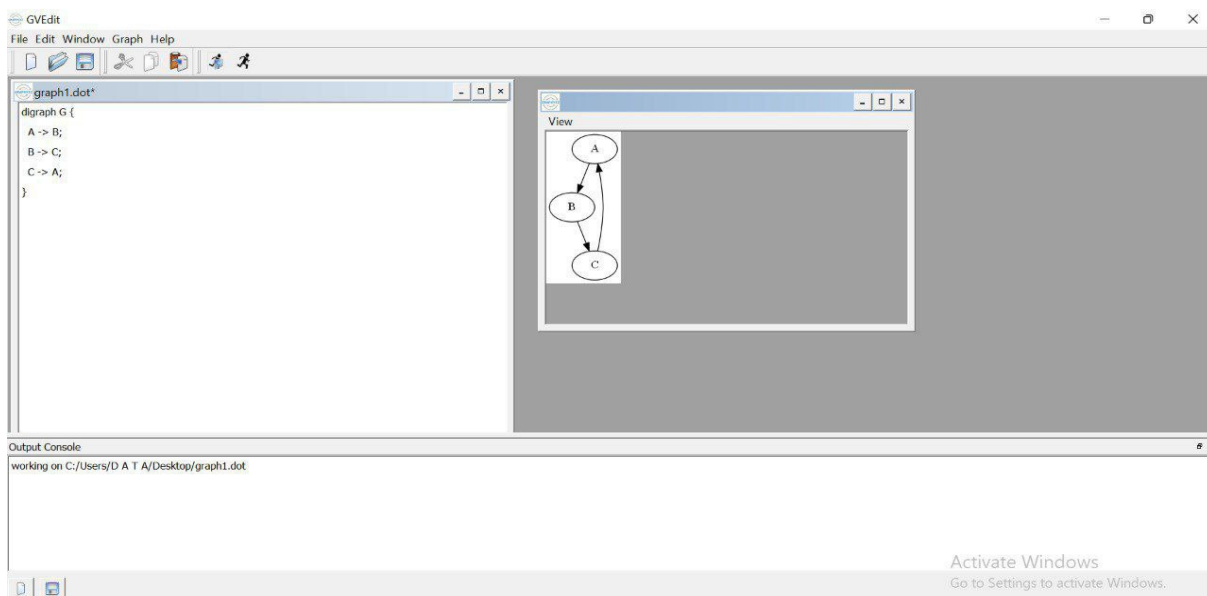 GVEdit
File Edit Window Graph Help
graph1.dot*
digraph G {
A -> B;
B -> C;
C -> A;
}
View
A
B
C
Output Console
working on C:/Users/D A T A/Desktop/graph1.dot
Activate Windows
Go to Settings to activate Windows.